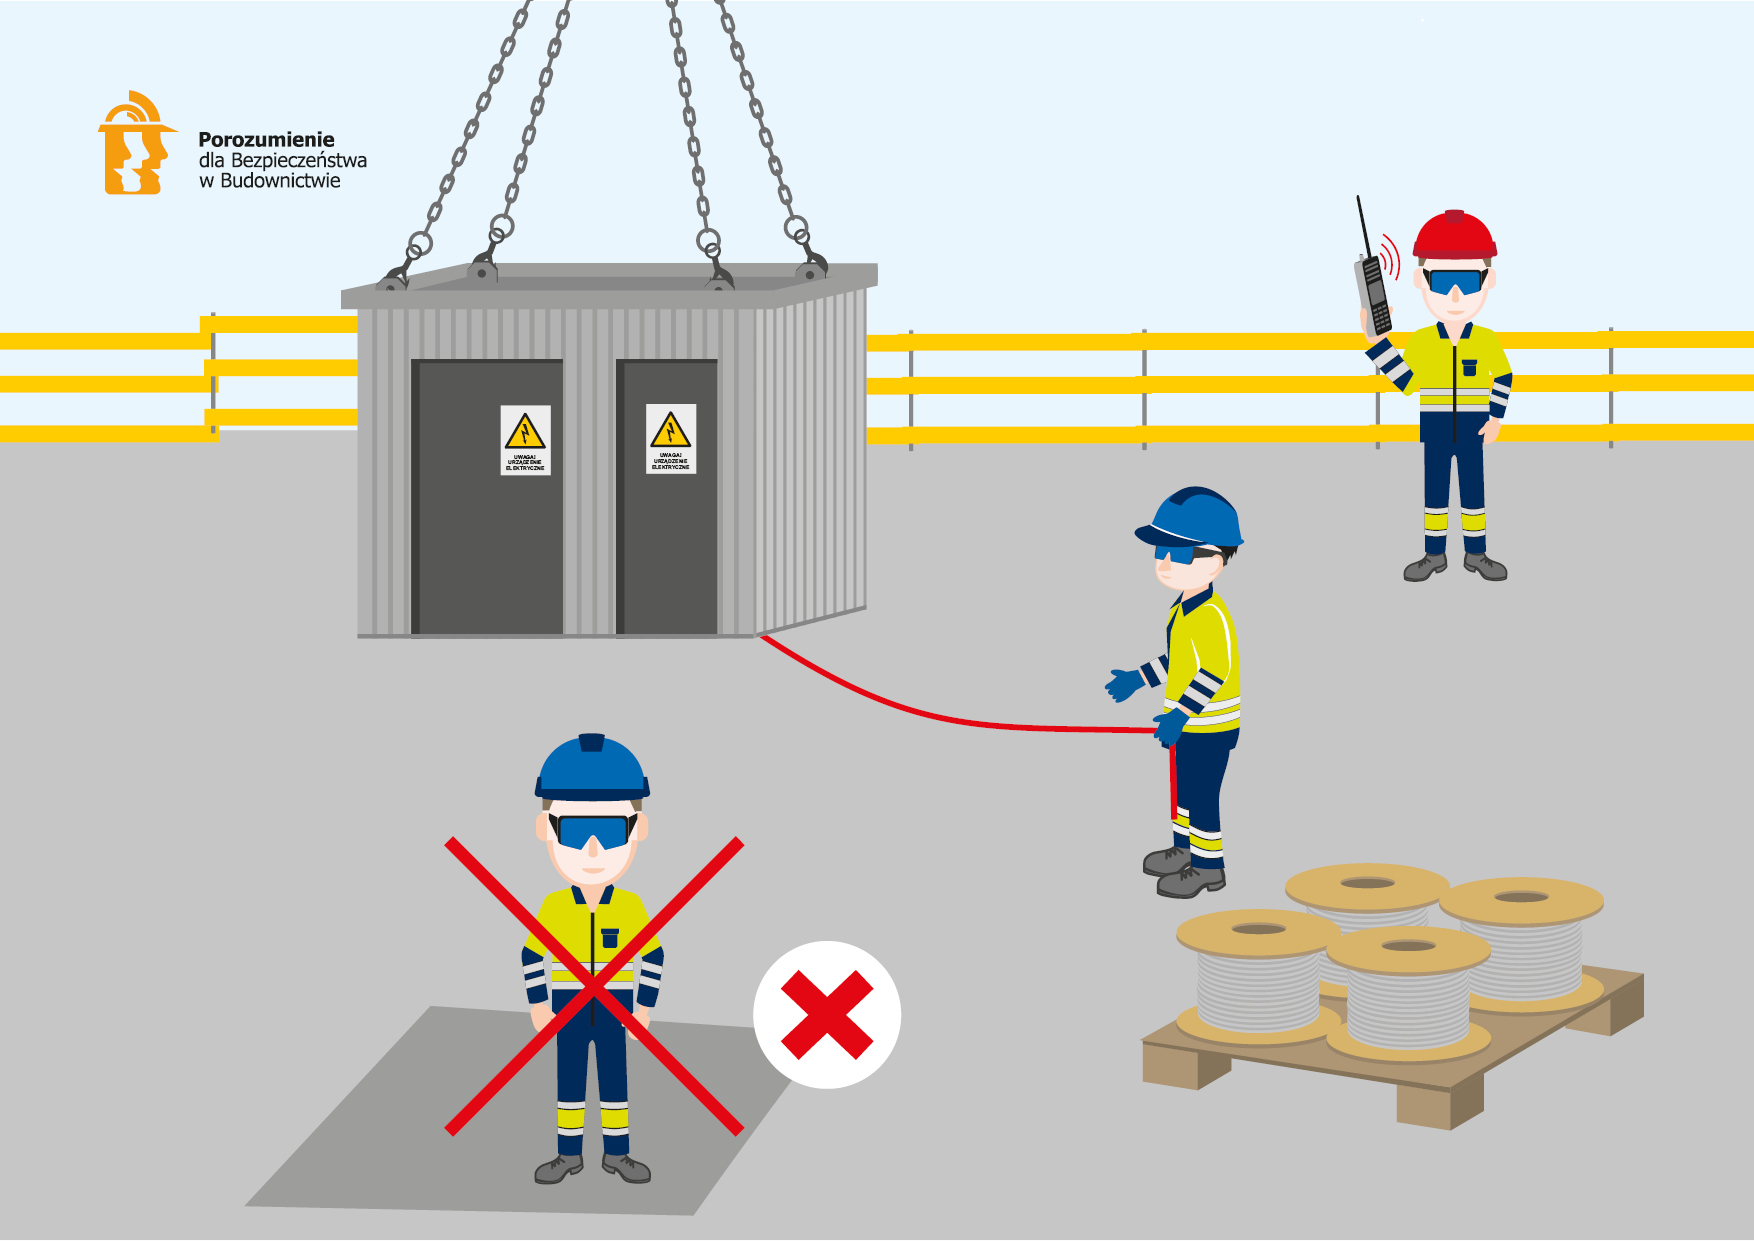 Porozumienie
dla Bezpieczeństwa
w Budownictwie
UWAGA!
URZĄDZENIE
ELEKTRYCZNE
UWAGA!
URZĄDZENIE
ELEKTRYCZNE